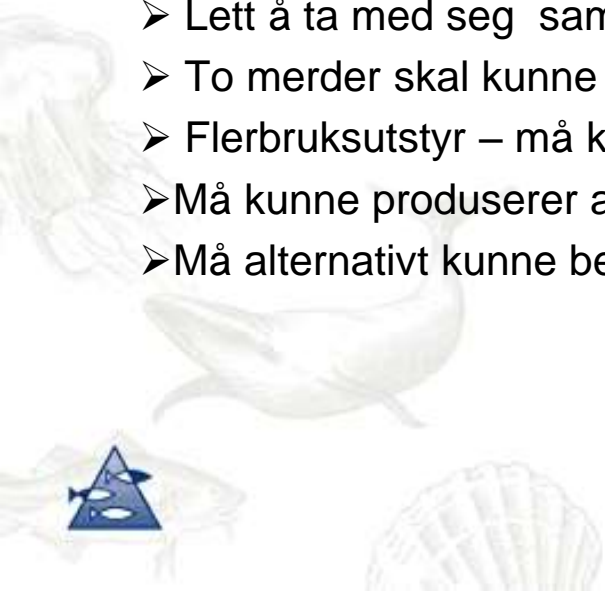 ➢ Lett å ta med seg sam
➢ To merder skal kunne
➢ Flerbruksutstyr – må k
➢Må kunne produserer a
➢Må alternativt kunne be